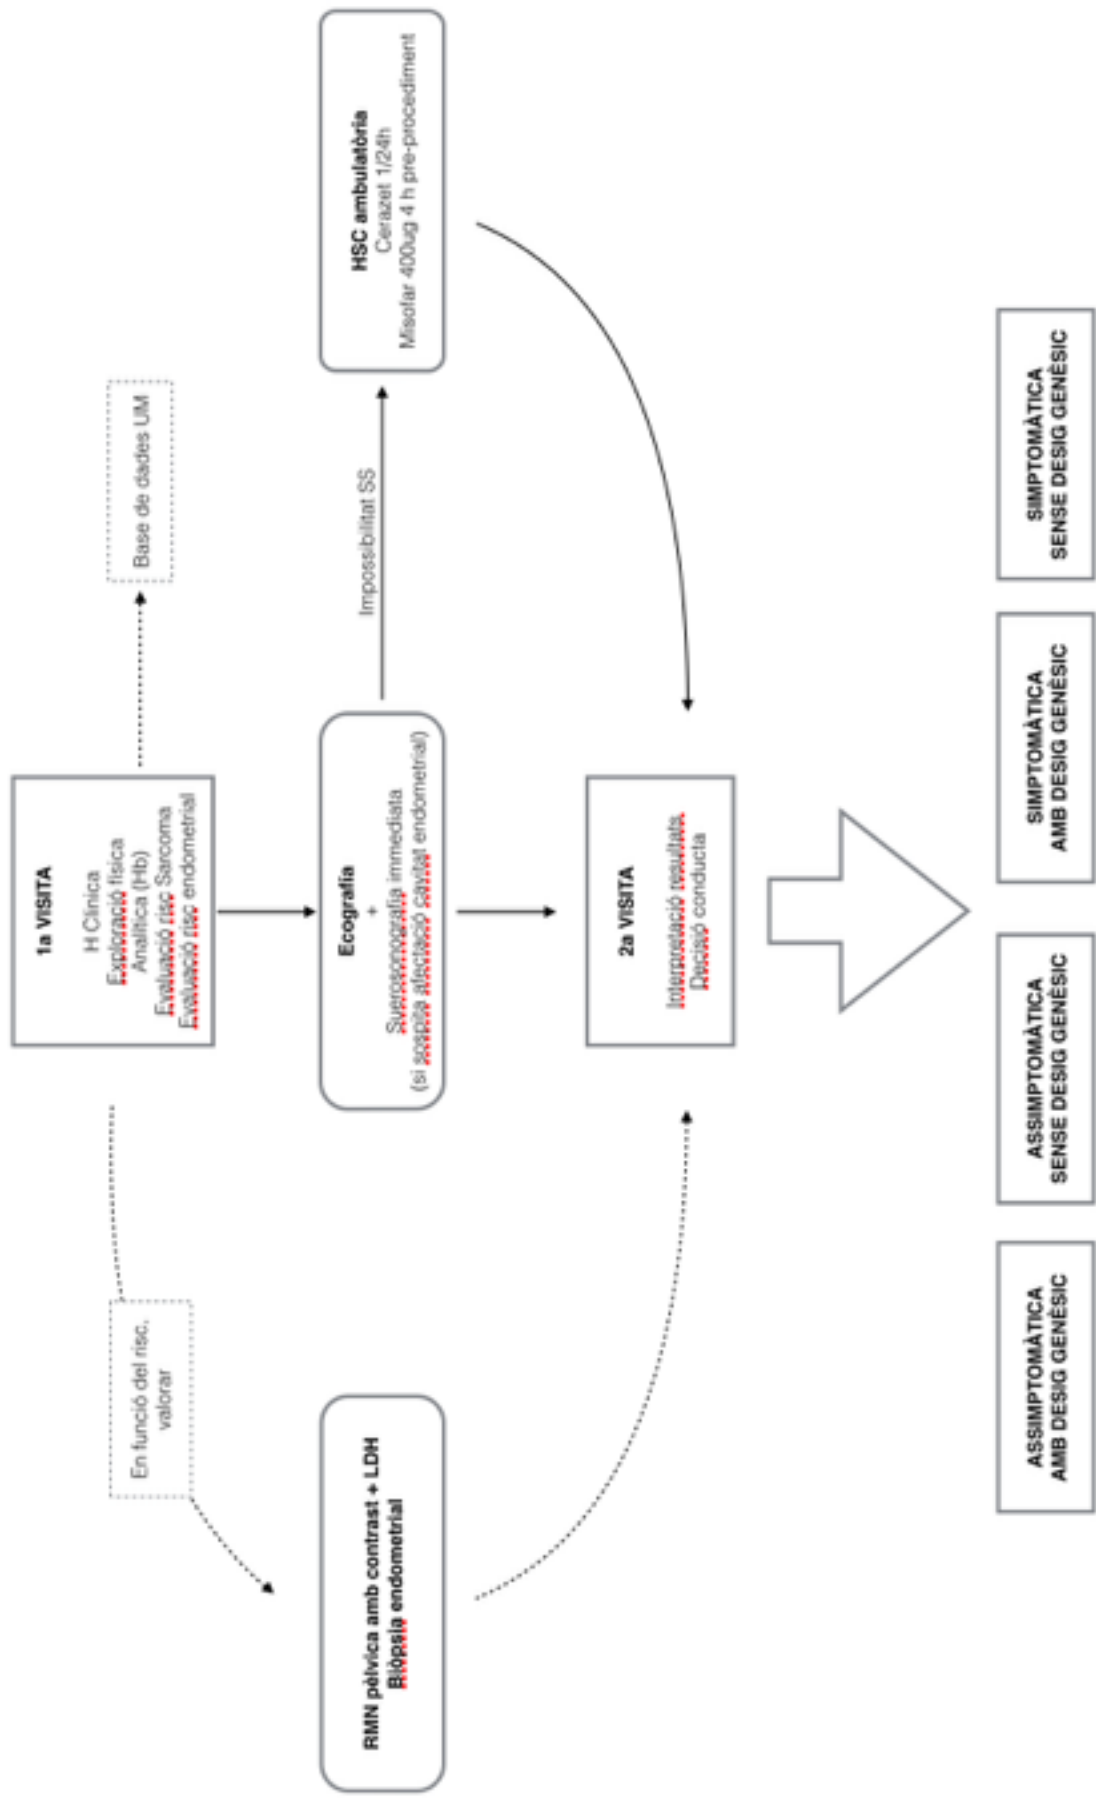 1a VISITA
H Clínica
Exploració física
Analítica (Hb)
Evaluació risc Sarcoma
Evaluació risc endometrial
Base de dades UM
En funció del risc,
valorar
RMN pèlvica amb contrast + LDH
Biòpsia endometrial
Ecografia
+
Suerosonografia immediata
(si sospita afectació cavitat endometrial)
Impossibilitat SS
HSC ambulatòria
Cerazet 1/24h
Misofar 400ug 4 h pre-procediment
2a VISITA
Interpretació resultats.
Decisió conducta
ASSIMPTOMÀTICA
AMB DESIG GENÈSIC
ASSIMPTOMÀTICA
SENSE DESIG GENÈSIC
SIMPTOMÀTICA
AMB DESIG GENÈSIC
SIMPTOMÀTICA
SENSE DESIG GENÈSIC